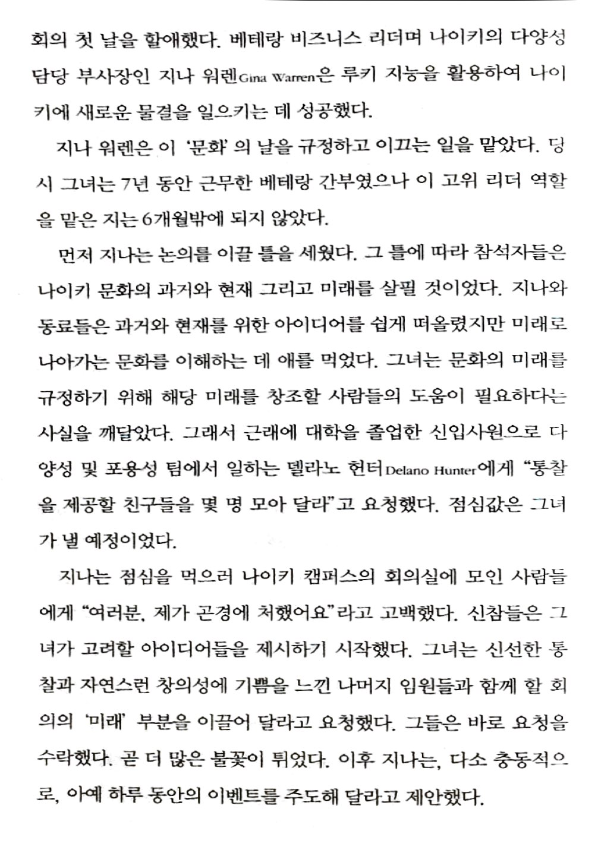 회의 첫 날을 할애했다. 베테랑 비즈니스 리더며 나이키의 다양성
담당 부사장인 지나 워렌Gina Warren은 루키 지능을 활용하여 나이
키에 새로운 물결을 일으키는 데 성공했다.
지나 워렌은 이 ‘문화’의 날을 규정하고 이끄는 일을 맡았다. 당
시 그녀는 7년 동안 근무한 베테랑 간부였으나 이 고위 리더 역할
을 맡은 지는 6개월밖에 되지 않았다.
먼저 지나는 논의를 이끌 틀을 세웠다. 그 틀에 따라 참석자들은
나이키 문화의 과거와 현재 그리고 미래를 살필 것이었다. 지나와
동료들은 과거와 현재를 위한 아이디어를 쉽게 떠올렸지만 미래로
나아가는 문화를 이해하는 데 애를 먹었다. 그녀는 문화의 미래를
규정하기 위해 해당 미래를 창조할 사람들의 도움이 필요하다는
사실을 깨달았다. 그래서 근래에 대학을 졸업한 신입사원으로 다
양성 및 포용성 팀에서 일하는 델라노 헌터Delano Hunter에게 “통찰
을 제공할 친구들을 몇 명 모아 달라”고 요청했다. 점심값은 그녀
가 낼 예정이었다.
지나는 점심을 먹으러 나이키 캠퍼스의 회의실에 모인 사람들
에게 “여러분, 제가 곤경에 처했어요”라고 고백했다. 신참들은 그
녀가 고려할 아이디어들을 제시하기 시작했다. 그녀는 신선한 통
찰과 자연스런 창의성에 기쁨을 느낀 나머지 임원들과 함께 할 회
의의 ‘미래’ 부분을 이끌어 달라고 요청했다. 그들은 바로 요청을
수락했다. 곧 더 많은 불꽃이 튀었다. 이후 지나는, 다소 충동적으
로, 아예 하루 동안의 이벤트를 주도해 달라고 제안했다.